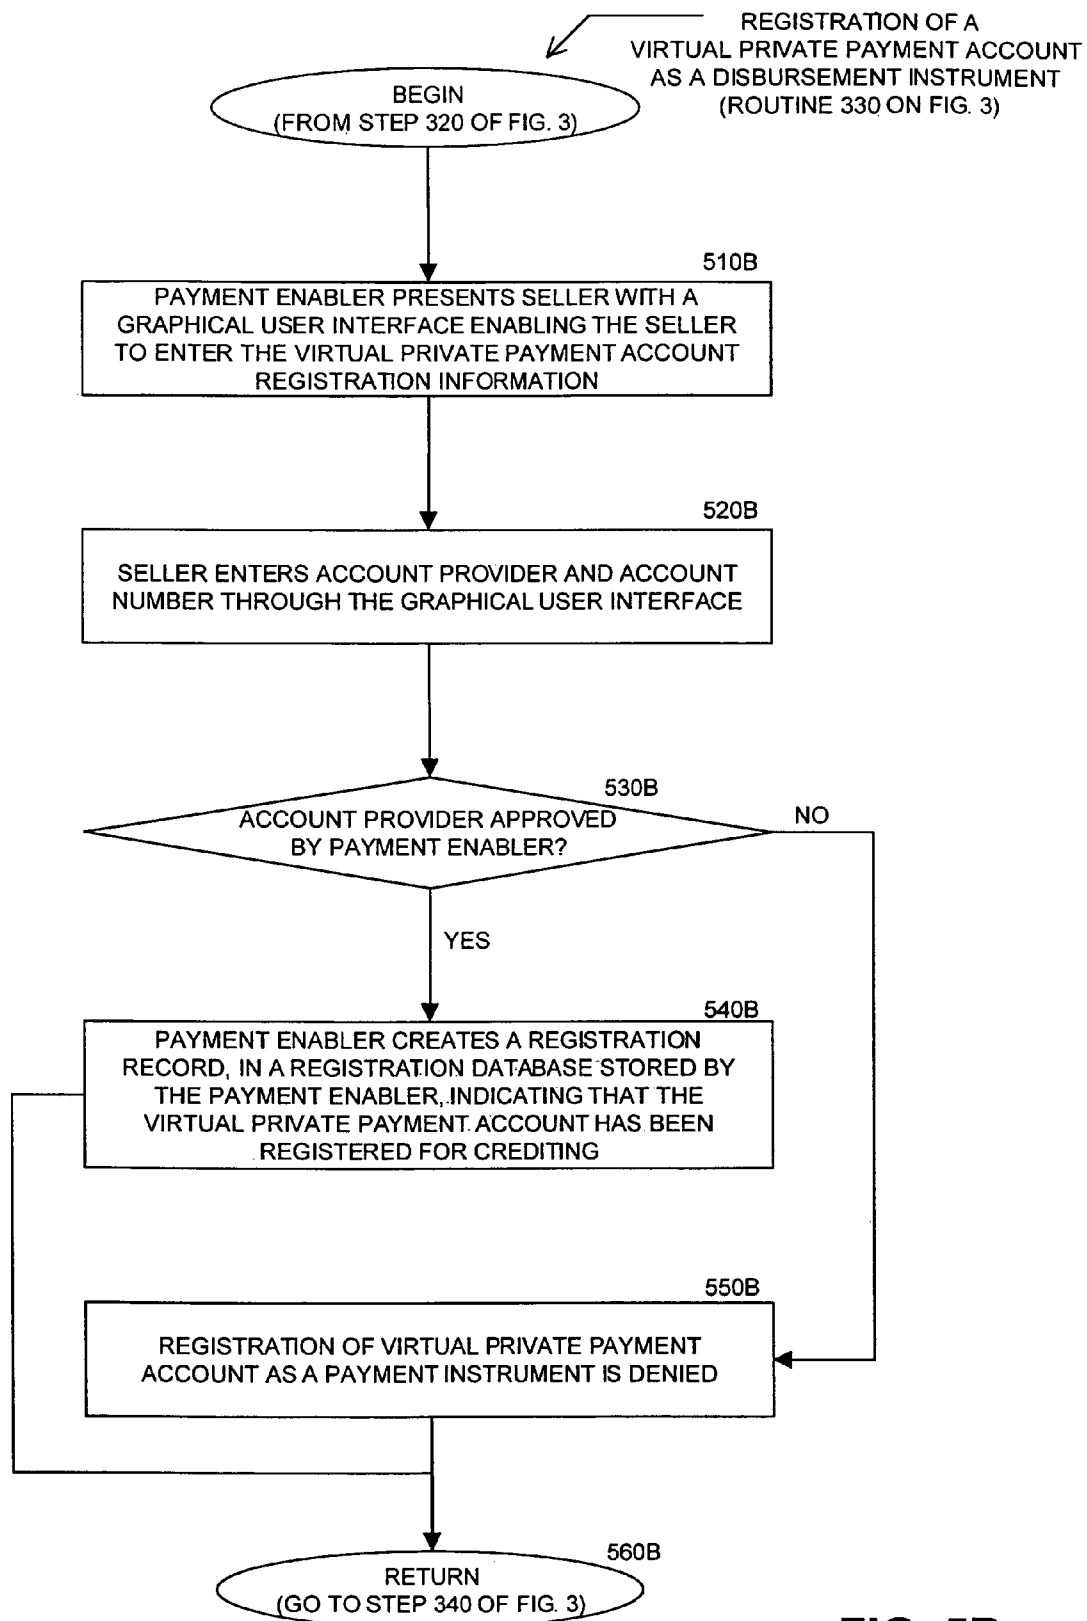 REGISTRATION OF A
VIRTUAL PRIVATE PAYMENT ACCOUNT
AS A DISBURSEMENT INSTRUMENT
(ROUTINE 330 ON FIG. 3)
BEGIN
(FROM STEP 320 OF FIG. 3)
510B
PAYMENT ENABLER PRESENTS SELLER WITH A
GRAPHICAL USER INTERFACE ENABLING THE SELLER
TO ENTER THE VIRTUAL PRIVATE PAYMENT ACCOUNT
REGISTRATION INFORMATION
520B
SELLER ENTERS ACCOUNT PROVIDER AND ACCOUNT
NUMBER THROUGH THE GRAPHICAL USER INTERFACE
530B
ACCOUNT PROVIDER APPROVED
BY PAYMENT ENABLER?
NO
YES
540B
PAYMENT ENABLER CREATES A REGISTRATION
RECORD, IN A REGISTRATION DATABASE STORED BY
THE PAYMENT ENABLER, INDICATING THAT THE
VIRTUAL PRIVATE PAYMENT ACCOUNT HAS BEEN
REGISTERED FOR CREDITING
550B
REGISTRATION OF VIRTUAL PRIVATE PAYMENT
ACCOUNT AS A PAYMENT INSTRUMENT IS DENIED
560B
RETURN
(GO TO STEP 340 OF FIG. 3)